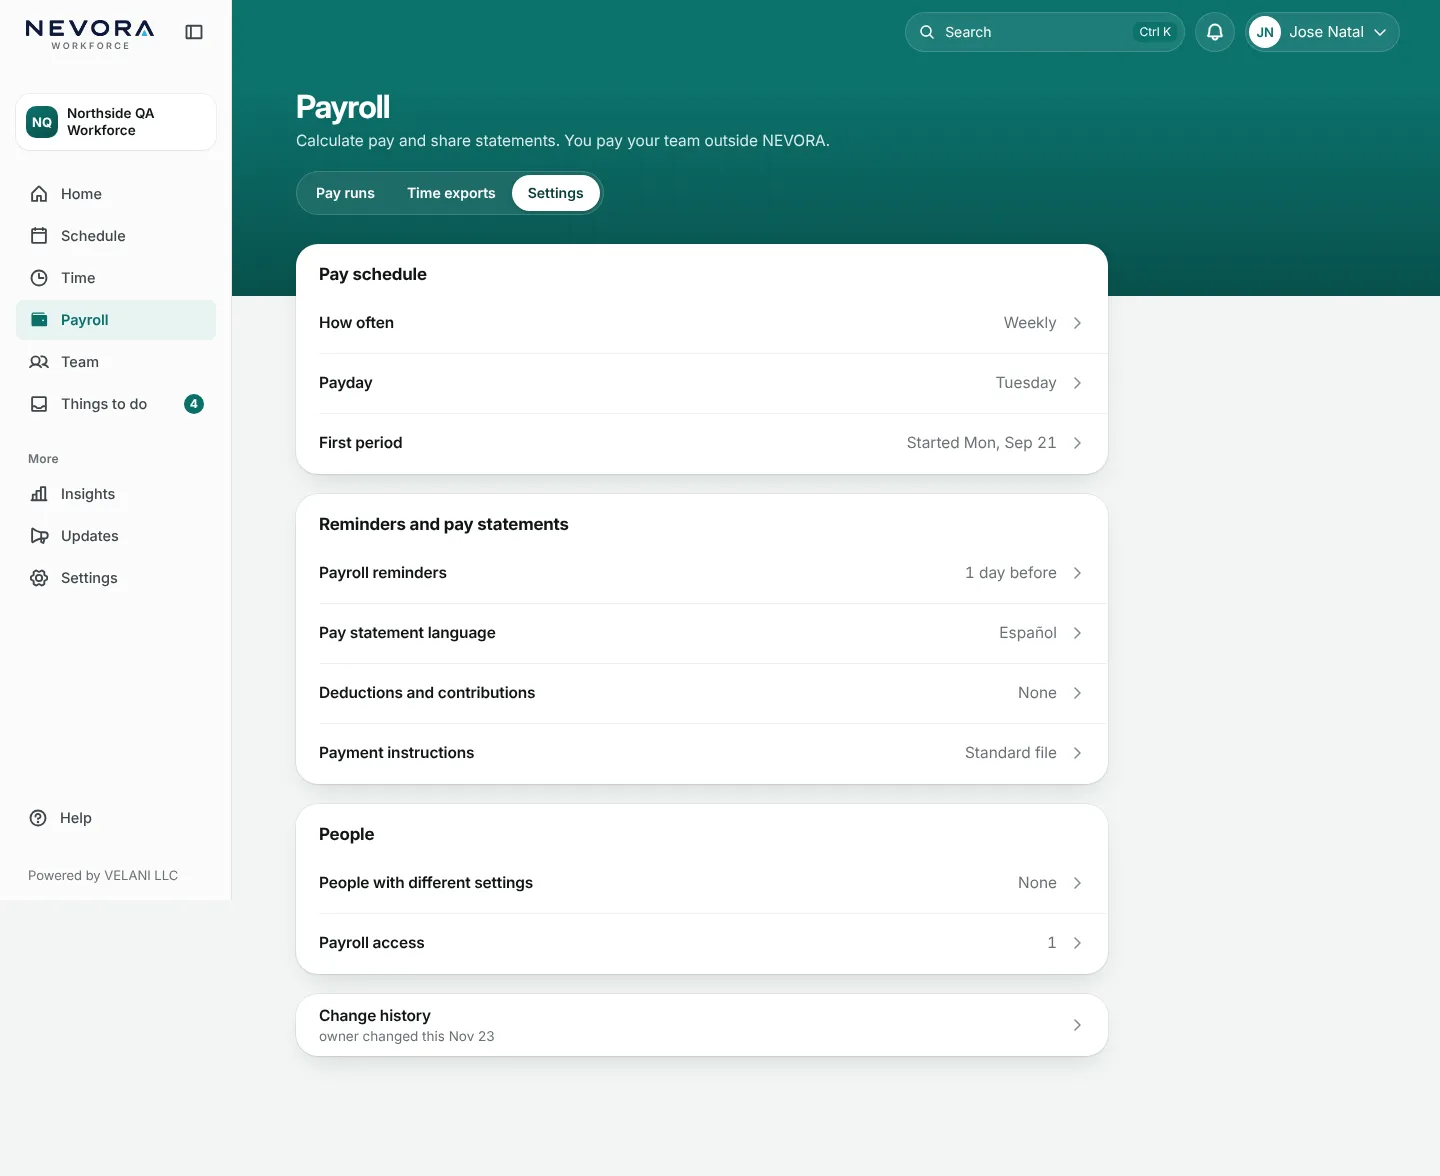 NEVORA
WORKFORCE
Search
Ctrl K
JN
Jose Natal
NQ
Northside QA
Workforce
Home
Schedule
Time
Payroll
Team
Things to do
4
More
Insights
Updates
Settings
Help
Powered by VELANI LLC
Payroll
Calculate pay and share statements. You pay your team outside NEVORA.
Pay runs
Time exports
Settings
Pay schedule
How often
Weekly
Payday
Tuesday
First period
Started Mon, Sep 21
Reminders and pay statements
Payroll reminders
1 day before
Pay statement language
Español
Deductions and contributions
None
Payment instructions
Standard file
People
People with different settings
None
Payroll access
1
Change history
owner changed this Nov 23